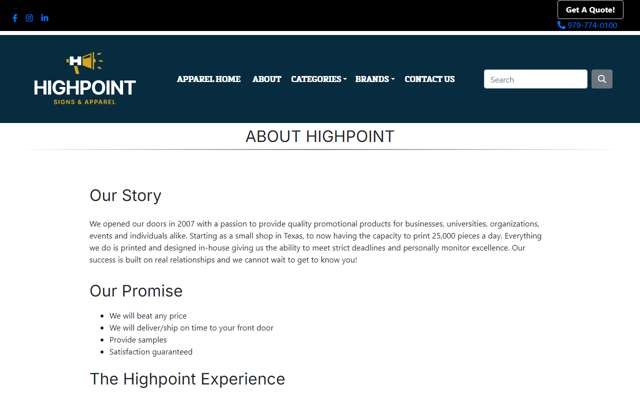 Get A Quote!
979-774-0100
HIGHPOINT
SIGNS & APPAREL
APPAREL HOME ABOUT CATEGORIES BRANDS CONTACT US
Search
ABOUT HIGHPOINT
Our Story
We opened our doors in 2007 with a passion to provide quality promotional products for businesses, universities, organizations,
events and individuals alike. Starting as a small shop in Texas, to now having the capacity to print 25,000 pieces a day. Everything
we do is printed and designed in-house giving us the ability to meet strict deadlines and personally monitor excellence. Our
success is built on real relationships and we cannot wait to get to know you!
Our Promise
We will beat any price
We will deliver/ship on time to your front door
Provide samples
Satisfaction guaranteed
The Highpoint Experience